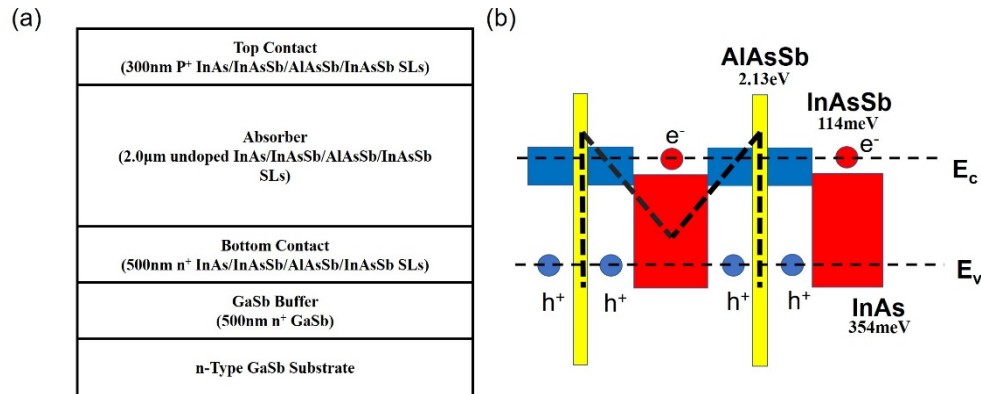 (a)
Top Contact
(300nm P⁺ InAs/InAsSb/AlAsSb/InAsSb SLs)
Absorber
(2.0μm undoped InAs/InAsSb/AlAsSb/InAsSb
SLs)
Bottom Contact
(500nm n⁺ InAs/InAsSb/AlAsSb/InAsSb SLs)
GaSb Buffer
(500nm n⁺ GaSb)
n-Type GaSb Substrate
(b)
AlAsSb
2.13eV
InAsSb
114meV
e⁻
e⁻
E_c
E_v
h⁺
h⁺
h⁺
h⁺
InAs
354meV